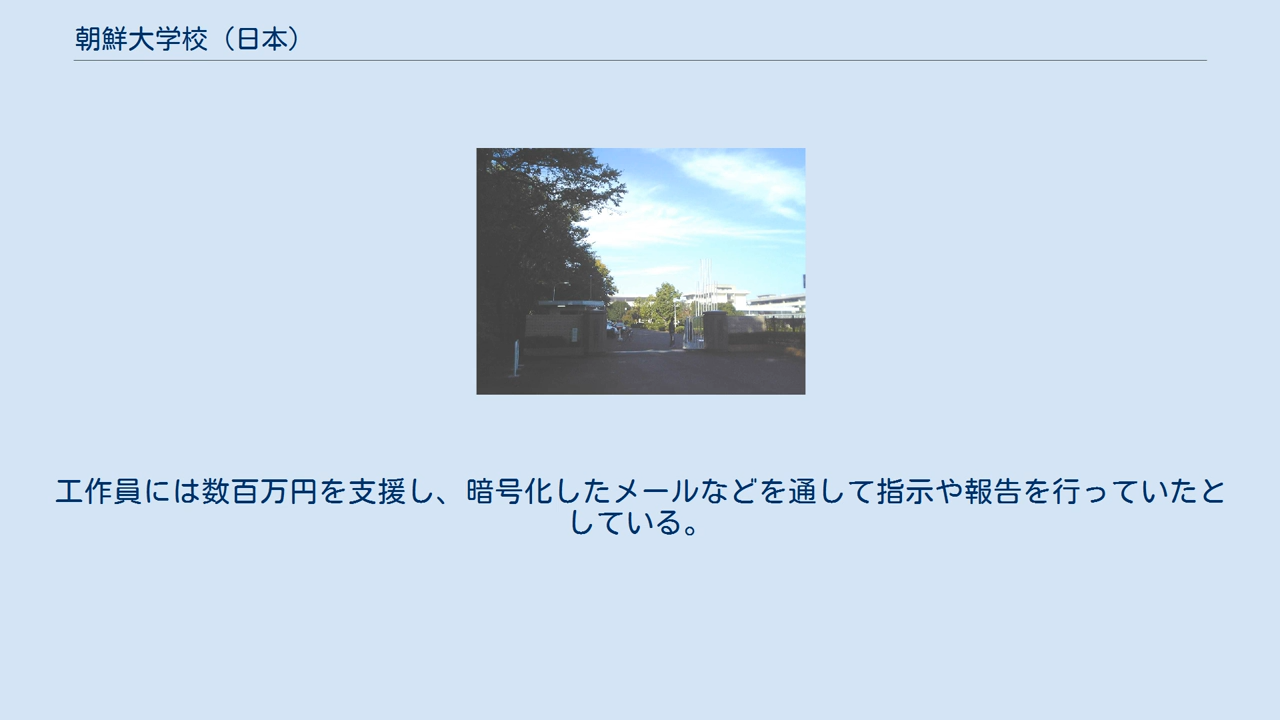 朝鮮大学校（日本）
工作員には数百万円を支援し、暗号化したメールなどを通して指示や報告を行っていたと
している。